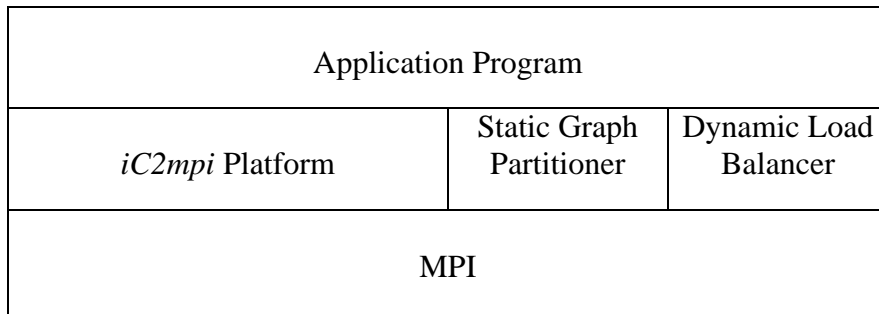 Application Program
iC2mpi Platform
Static Graph
Partitioner
Dynamic Load
Balancer
MPI